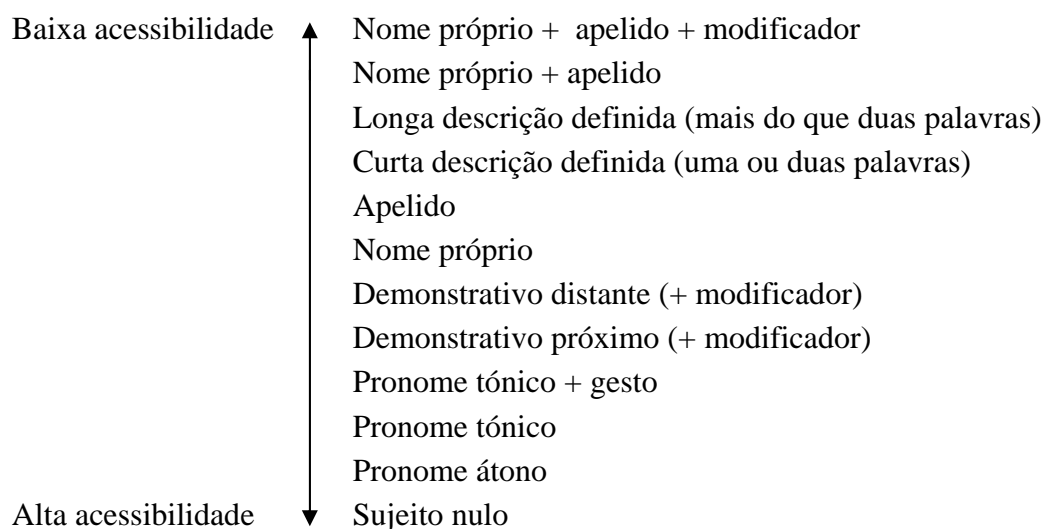 Baixa acessibilidade Nome próprio + apelido + modificador
Nome próprio + apelido
Longa descrição definida (mais do que duas palavras)
Curta descrição definida (uma ou duas palavras)
Apelido
Nome próprio
Demonstrativo distante (+ modificador)
Demonstrativo próximo (+ modificador)
Pronome tónico + gesto
Pronome tónico
Pronome átono
Alta acessibilidade Sujeito nulo